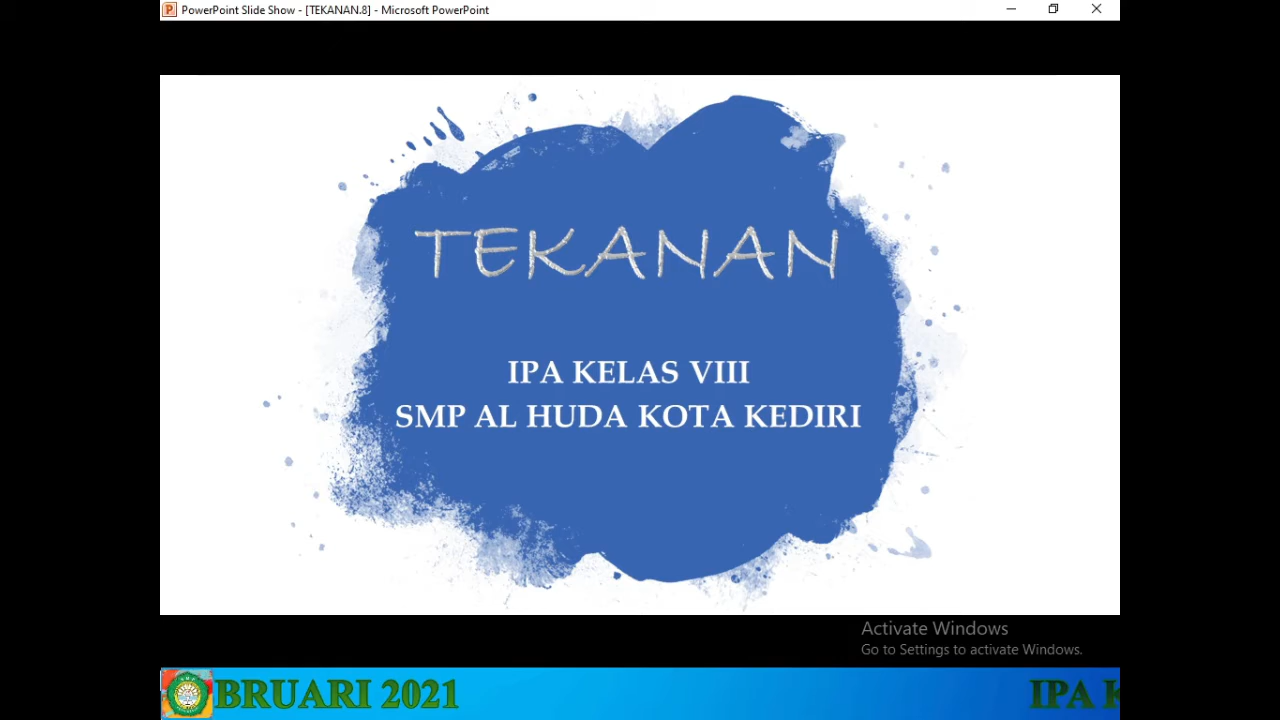 PowerPoint Slide Show - [TEKANAN.8] - Microsoft PowerPoint
TEKANAN
IPA KELAS VIII
SMP AL HUDA KOTA KEDIRI
Activate Windows
Go to Settings to activate Windows.
BRUARI 2021
IPA K